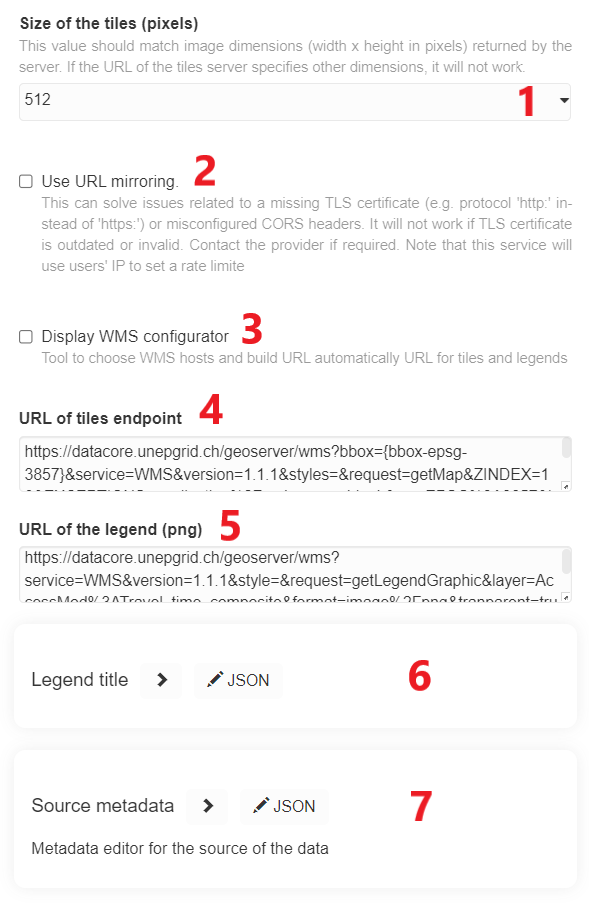 Size of the tiles (pixels)
This value should match image dimensions (width x height in pixels) returned by the
server. If the URL of the tiles server specifies other dimensions, it will not work.
512
1
Use URL mirroring.
2
This can solve issues related to a missing TLS certificate (e.g. protocol 'http:' in-
stead of 'https:') or misconfigured CORS headers. It will not work if TLS certificate
is outdated or invalid. Contact the provider if required. Note that this service will
use users' IP to set a rate limite
Display WMS configurator
3
Tool to choose WMS hosts and build URL automatically URL for tiles and legends
URL of tiles endpoint
4
https://datacore.unepgrid.ch/geoserver/wms?bbox={bbox-epsg-
3857}&service=WMS&version=1.1.1&styles=&request=getMap&ZINDEX=1
URL of the legend (png)
5
https://datacore.unepgrid.ch/geoserver/wms?
service=WMS&version=1.1.1&style=&request=getLegendGraphic&layer=Ac
cessMod%3ATravel_time_composite&format=image%2Fpng&tranparent=tru
Legend title
JSON
6
Source metadata
JSON
7
Metadata editor for the source of the data